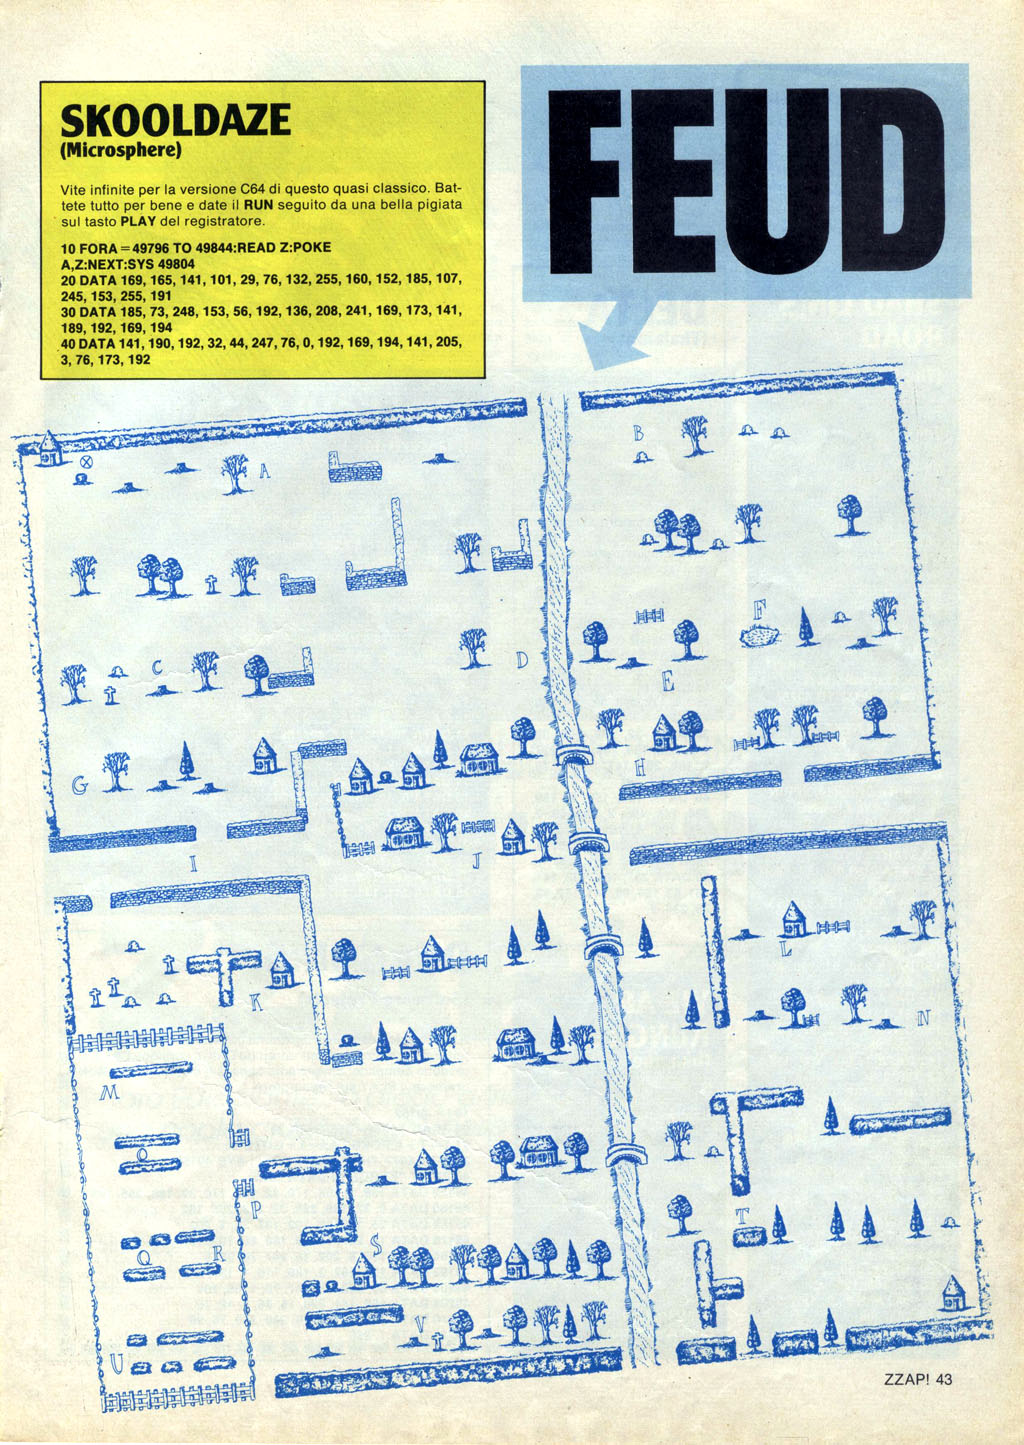 SKOOLDAZE
(Microsphere)
Vite infinite per la versione C64 di questo quasi classico. Bat-
tete tutto per bene e date il RUN seguito da una bella pigiata
sul tasto PLAY del registratore.
10 FORA=49796 TO 49844:READ Z:POKE
A,Z:NEXT:SYS 49804
20 DATA 169, 165, 141, 101, 29, 76, 132, 255, 160, 152, 185, 107,
245, 153, 255, 191
30 DATA 185, 73, 248, 153, 56, 192, 136, 208, 241, 169, 173, 141,
189, 192, 169, 194
40 DATA 141, 190, 192, 32, 44, 247, 76, 0, 192, 169, 194, 141, 205,
3, 76, 173, 192
FEUD
B
A
F
C
D
E
G
H
I
J
L
K
N
M
O
P
T
S
Q
R
V
U
ZZAP! 43